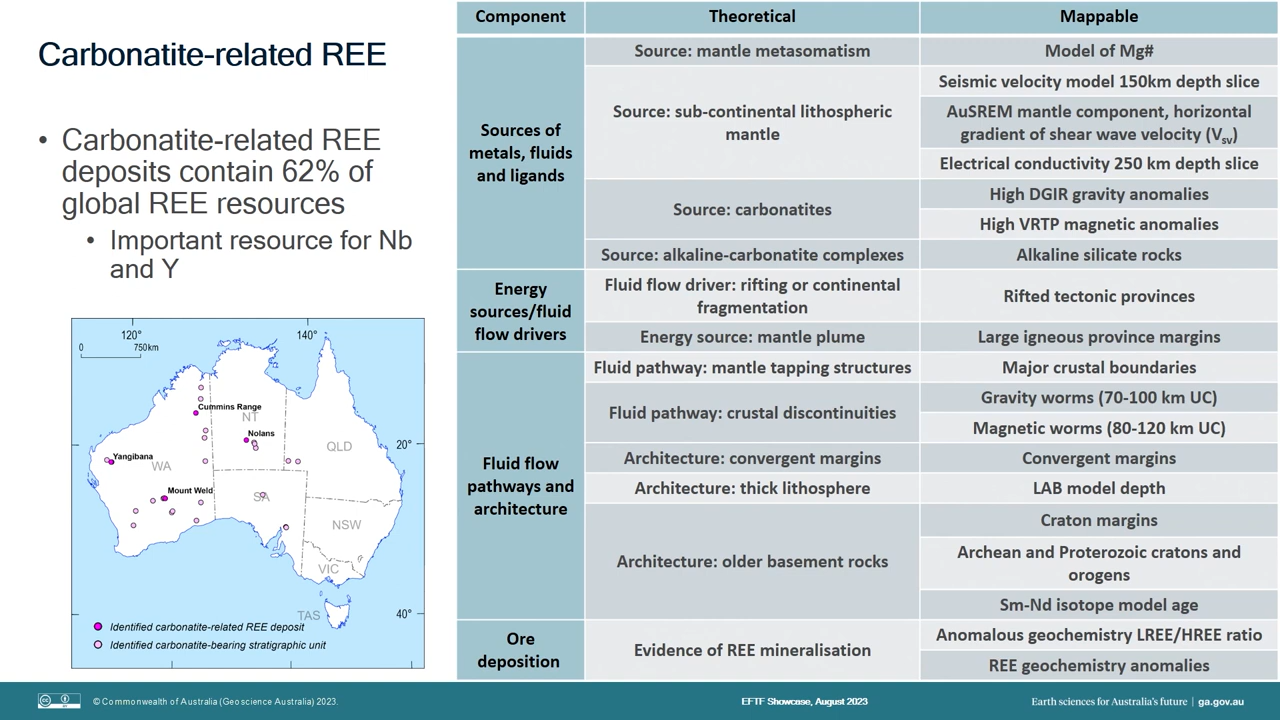 Carbonatite-related REE
• Carbonatite-related REE
deposits contain 62% of
global REE resources
• Important resource for Nb
and Y
120° 140°
0 750km
Cummins Range
NT
Nolans
20°
QLD
Yangibana
WA
Mount Weld
SA
NSW
VIC
TAS
40°
Identified carbonatite-related REE deposit
Identified carbonatite-bearing stratigraphic unit
Component Theoretical Mappable
Sources of
metals, fluids
and ligands
Source: mantle metasomatism
Model of Mg#
Source: sub-continental lithospheric
mantle
Seismic velocity model 150km depth slice
AuSREM mantle component, horizontal
gradient of shear wave velocity (Vsv)
Electrical conductivity 250 km depth slice
Source: carbonatites
High DGIR gravity anomalies
High VRTP magnetic anomalies
Source: alkaline-carbonatite complexes
Alkaline silicate rocks
Energy
sources/fluid
flow drivers
Fluid flow driver: rifting or continental
fragmentation
Rifted tectonic provinces
Energy source: mantle plume
Large igneous province margins
Fluid flow
pathways and
architecture
Fluid pathway: mantle tapping structures
Major crustal boundaries
Fluid pathway: crustal discontinuities
Gravity worms (70-100 km UC)
Magnetic worms (80-120 km UC)
Architecture: convergent margins
Convergent margins
Architecture: thick lithosphere
LAB model depth
Architecture: older basement rocks
Craton margins
Archean and Proterozoic cratons and
orogens
Sm-Nd isotope model age
Ore
deposition
Evidence of REE mineralisation
Anomalous geochemistry LREE/HREE ratio
REE geochemistry anomalies
© Commonwealth of Australia (Geoscience Australia) 2023.
EFTF Showcase, August 2023
Earth sciences for Australia's future | ga.gov.au